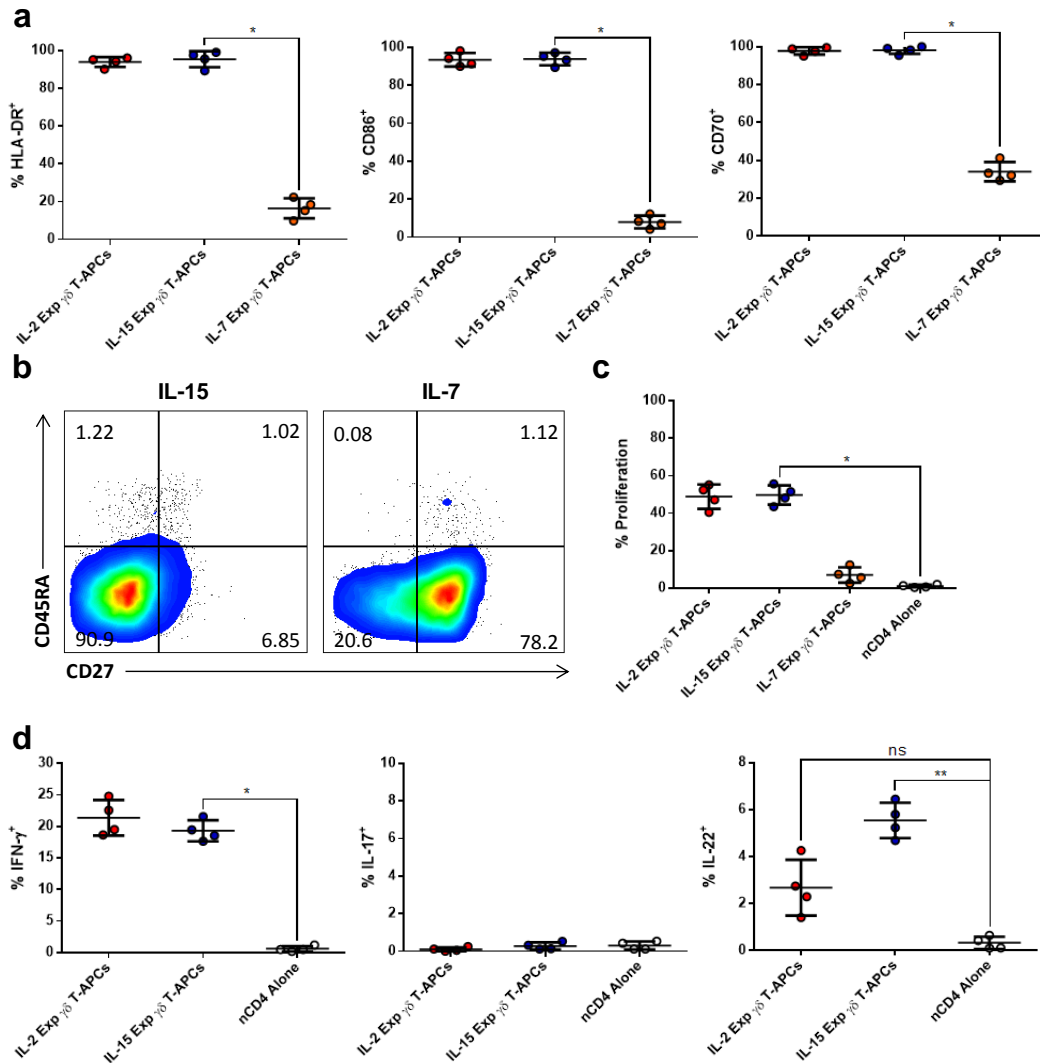 a
*
*
*
100
80
60
40
20
0
% HLA-DR+
IL-2 Exp γδ T-APCs
IL-15 Exp γδ T-APCs
IL-7 Exp γδ T-APCs
100
80
60
40
20
0
% CD86+
IL-2 Exp γδ T-APCs
IL-15 Exp γδ T-APCs
IL-7 Exp γδ T-APCs
100
80
60
40
20
0
% CD70+
IL-2 Exp γδ T-APCs
IL-15 Exp γδ T-APCs
IL-7 Exp γδ T-APCs
b
IL-15
IL-7
1.22
1.02
0.08
1.12
90.9
6.85
20.6
78.2
CD45RA
CD27
c
*
100
80
60
40
20
0
% Proliferation
IL-2 Exp γδ T-APCs
IL-15 Exp γδ T-APCs
IL-7 Exp γδ T-APCs
nCD4 Alone
d
*
30
25
20
15
10
5
0
% IFN-γ+
IL-2 Exp γδ T-APCs
IL-15 Exp γδ T-APCs
nCD4 Alone
10
8
6
4
2
0
% IL-17+
IL-2 Exp γδ T-APCs
IL-15 Exp γδ T-APCs
nCD4 Alone
ns
**
8
6
4
2
0
% IL-22+
IL-2 Exp γδ T-APCs
IL-15 Exp γδ T-APCs
nCD4 Alone